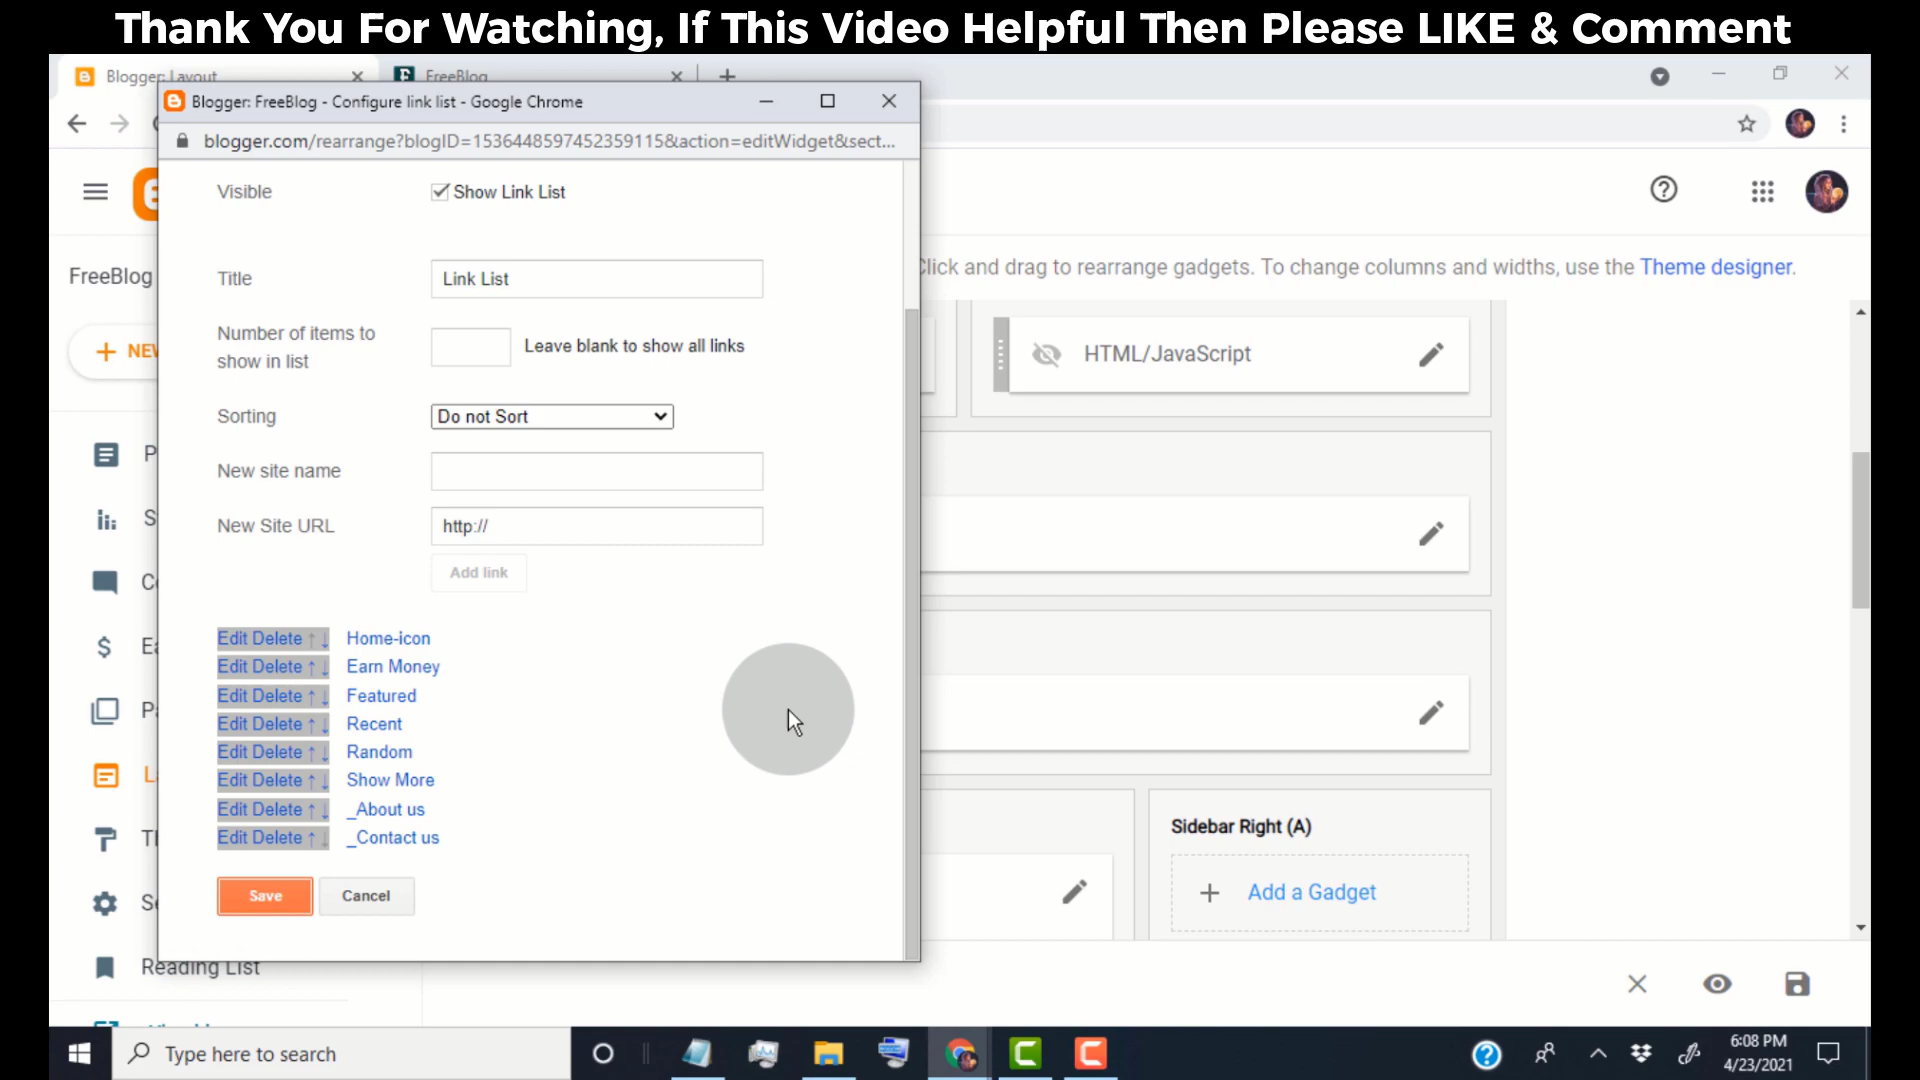 Thank You For Watching, If This Video Helpful Then Please LIKE & Comment
Blogger: Layout
FreeBlog
Blogger: FreeBlog - Configure link list - Google Chrome
blogger.com/rearrange?blogID=1536448597452359115&action=editWidget&sect...
Visible
Show Link List
FreeBlog
Click and drag to rearrange gadgets. To change columns and widths, use the Theme designer.
Title
Link List
Number of items to
show in list
Leave blank to show all links
NEW
HTML/JavaScript
Sorting
Do not Sort
New site name
New Site URL
http://
Add link
Edit Delete ↑ ↓ Home-icon
Edit Delete ↑ ↓ Earn Money
Edit Delete ↑ ↓ Featured
Edit Delete ↑ ↓ Recent
Edit Delete ↑ ↓ Random
Edit Delete ↑ ↓ Show More
Edit Delete ↑ ↓ _About us
Edit Delete ↑ ↓ _Contact us
Sidebar Right (A)
Add a Gadget
Save
Cancel
Reading List
Type here to search
6:08 PM
4/23/2021